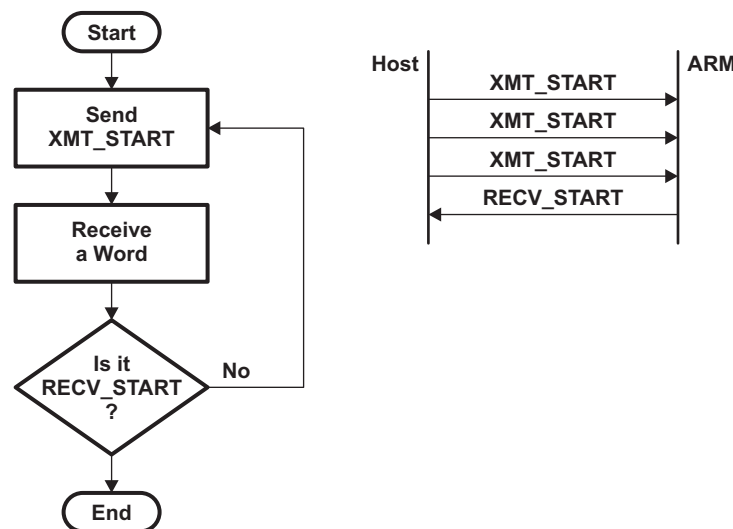 Start
Send
XMT_START
Receive
a Word
Is it
RECV_START
?
No
End
Host
ARM
XMT_START
XMT_START
XMT_START
RECV_START